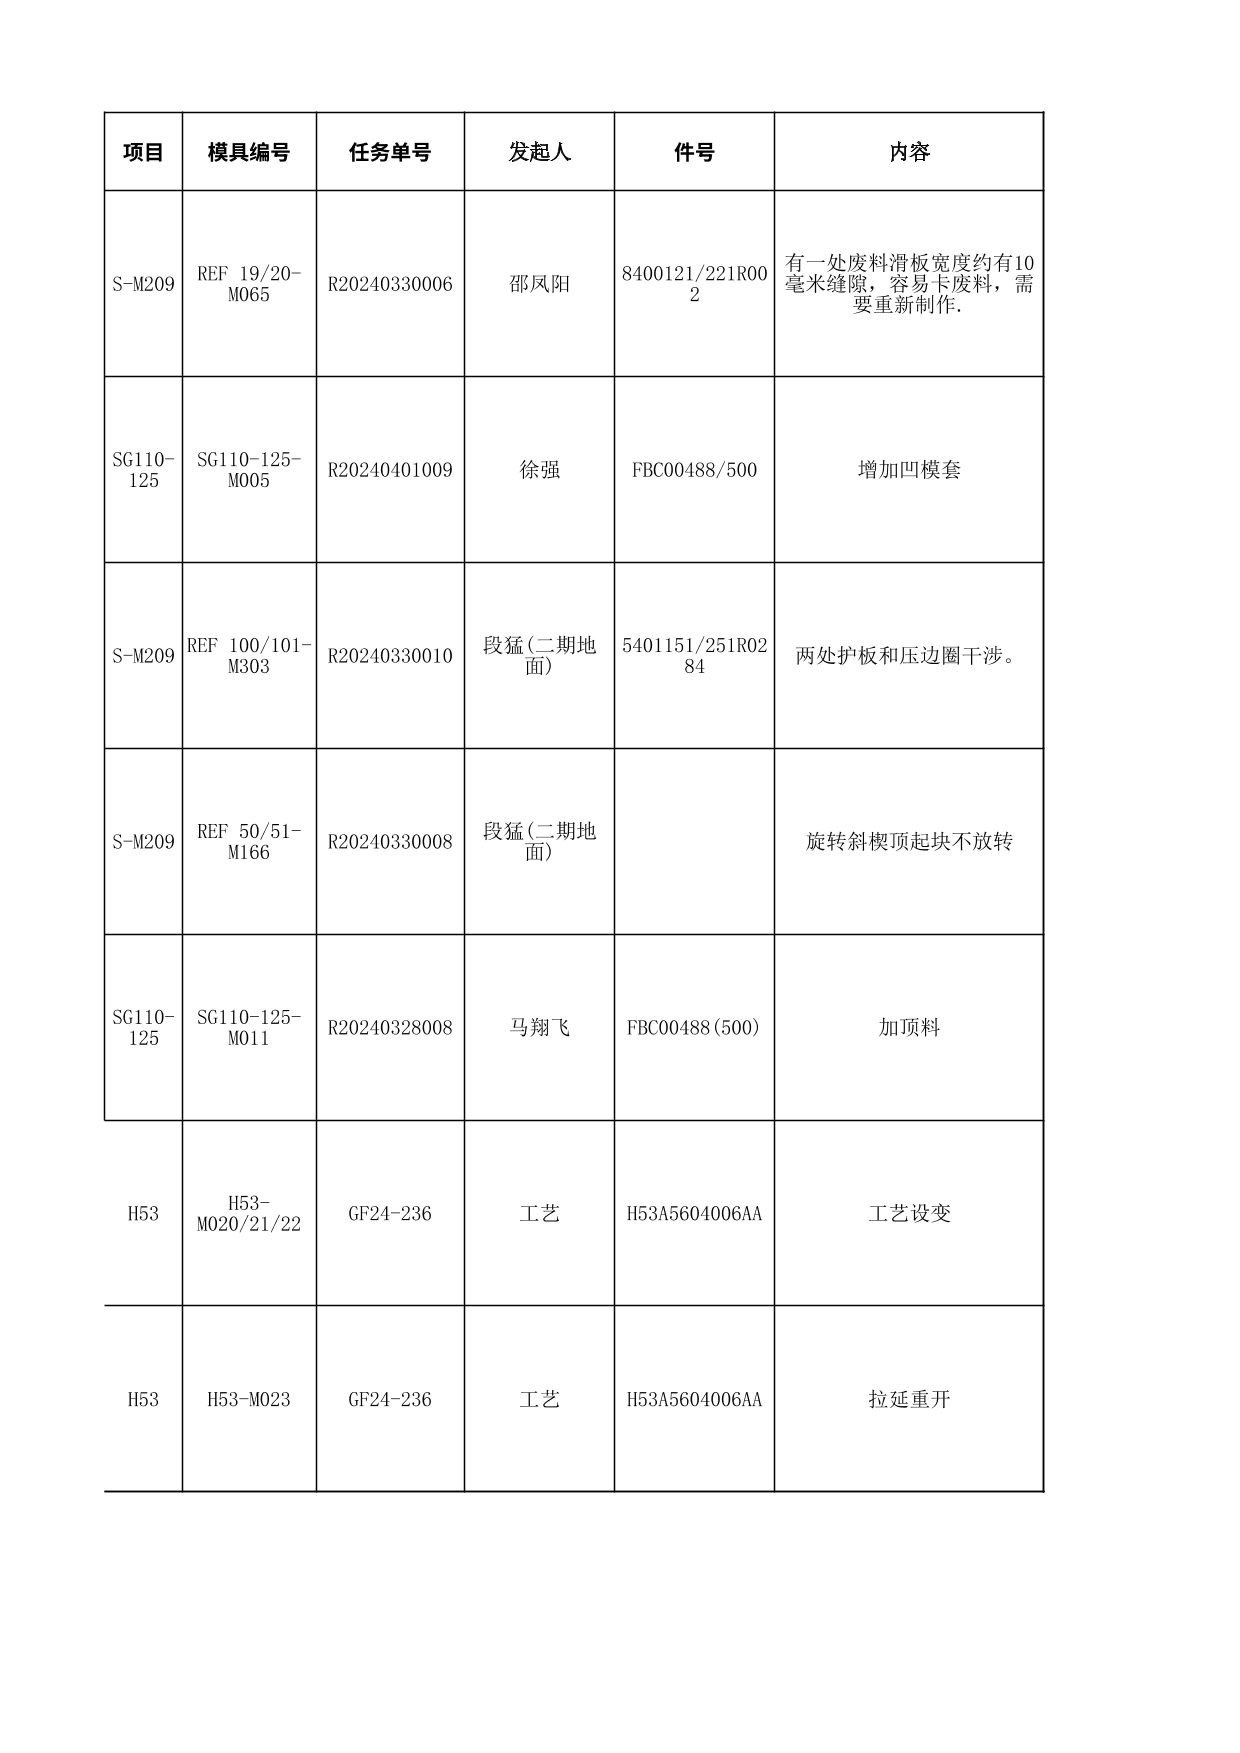 项目 模具编号 任务单号 发起人 件号 内容
S-M209 REF 19/20-M065 R20240330006 邵凤阳 8400121/221R002 有一处废料滑板宽度约有10毫米缝隙，容易卡废料，需要重新制作.
SG110-125 SG110-125-M005 R20240401009 徐强 FBC00488/500 增加凹模套
S-M209 REF 100/101-M303 R20240330010 段猛(二期地面) 5401151/251R0284 两处护板和压边圈干涉。
S-M209 REF 50/51-M166 R20240330008 段猛(二期地面) 旋转斜楔顶起块不放转
SG110-125 SG110-125-M011 R20240328008 马翔飞 FBC00488(500) 加顶料
H53 H53-M020/21/22 GF24-236 工艺 H53A5604006AA 工艺设变
H53 H53-M023 GF24-236 工艺 H53A5604006AA 拉延重开